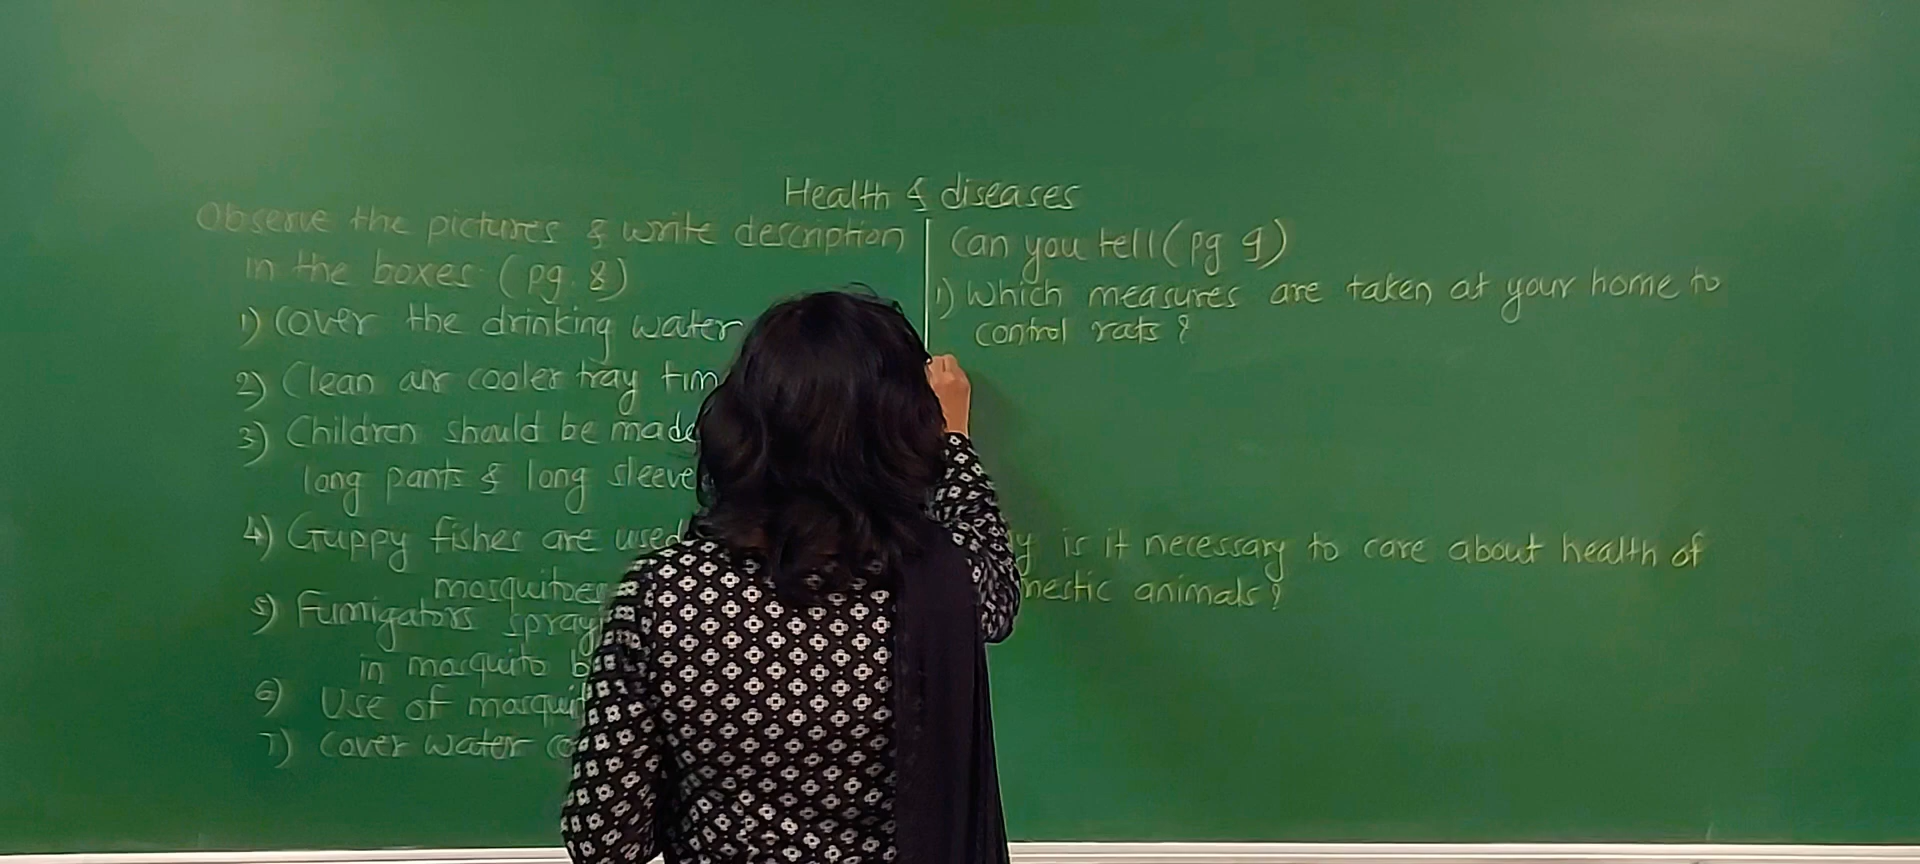 Health & diseases
Observe the pictures & write description
in the boxes (pg. 8)
1) Cover the drinking water
2) Clean air cooler tray
3) Children should be made
long pants & long sleeve
4) Guppy fishes are used
mosquitoes
5) Fumigators spray
in mosquito
6) Use of
7) Cover water
Can you tell (pg 9)
1) Which measures are taken at your home to
control rats?
is it necessary to care about health of
animals?